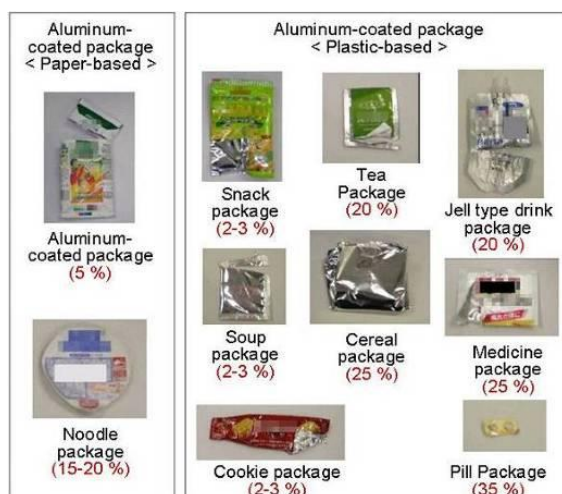 Aluminum-
coated package
< Paper-based >
Aluminum-
coated package
(5 %)
Noodle
package
(15-20 %)
Aluminum-coated package
< Plastic-based >
Snack
package
(2-3 %)
Tea
Package
(20 %)
Jell type drink
package
(20 %)
Soup
package
(2-3 %)
Cereal
package
(25 %)
Medicine
package
(25 %)
Cookie package
(2-3 %)
Pill Package
(35 %)